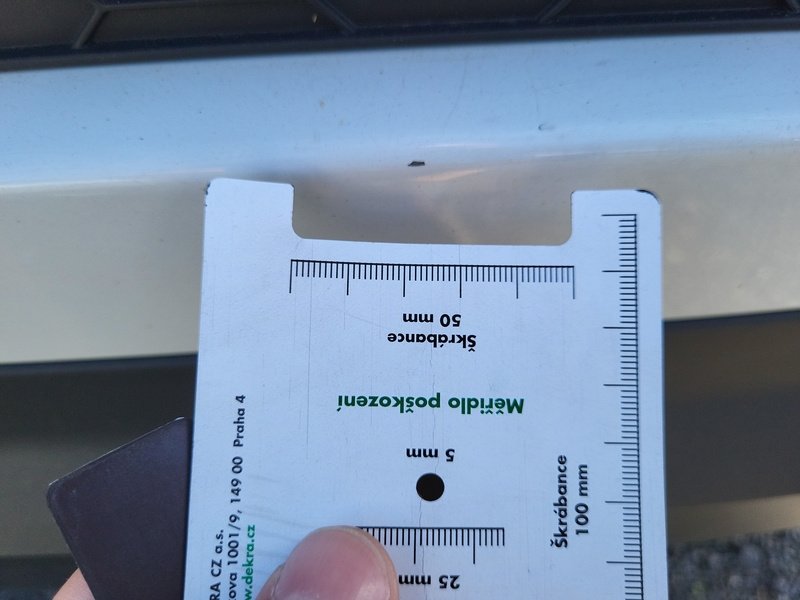 50 mm
Škrábance
Měřidlo poškození
5 mm
25 mm
Škrábance
100 mm
RA CZ a.s.
kova 1001/9, 149 00 Praha 4
w.dekra.cz